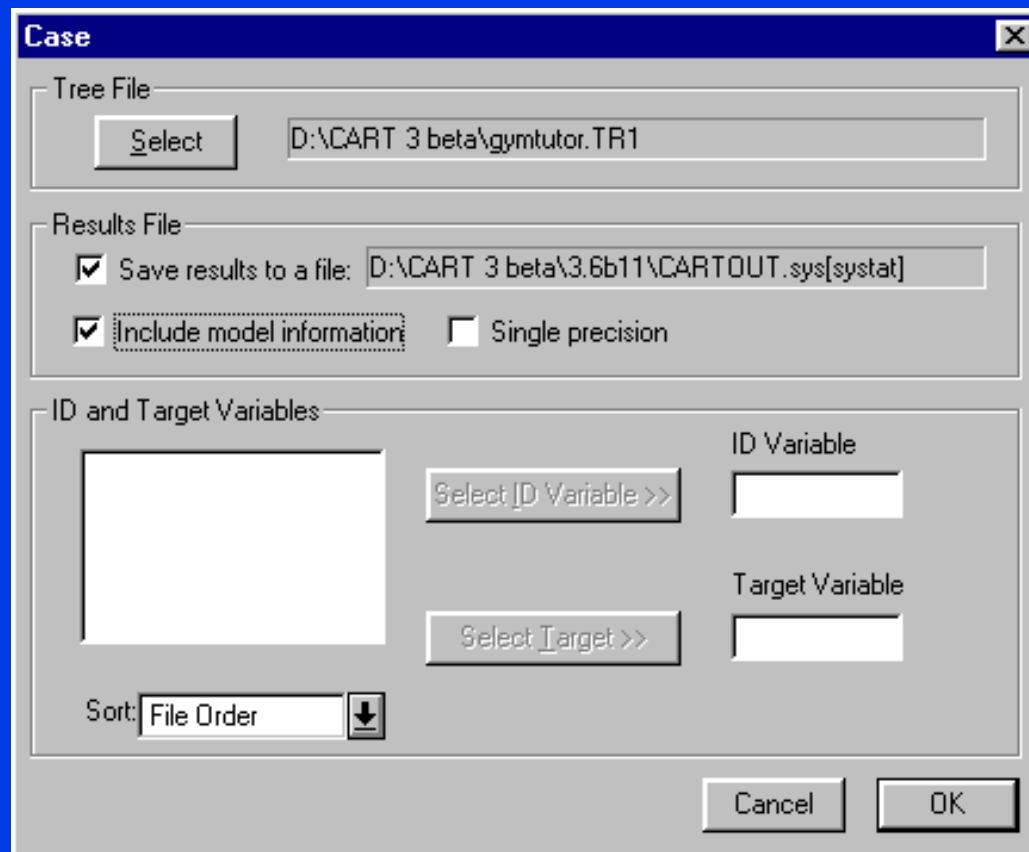 Case
Tree File
Select
D:\CART 3 beta\gymtutor.TR1
Results File
Save results to a file: D:\CART 3 beta\3.6b11\CARTOUT.sys[systat]
Include model information
Single precision
ID and Target Variables
ID Variable
Select ID Variable >>
Target Variable
Select Target >>
Sort: File Order
Cancel
OK